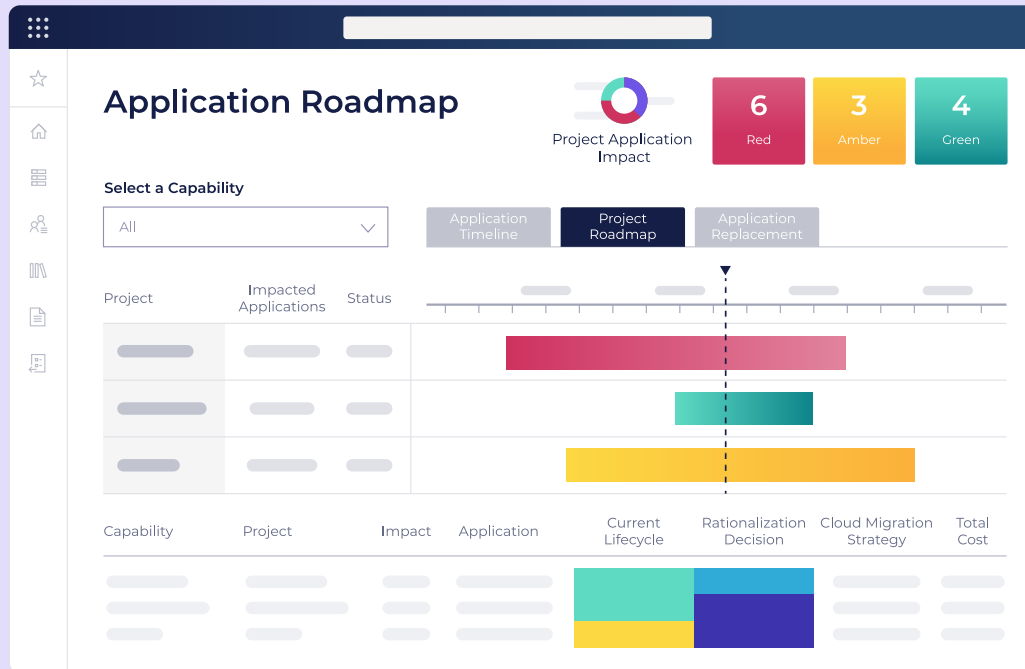 Application Roadmap
Project Application
Impact
6
Red
3
Amber
4
Green
Select a Capability
All
Application
Timeline
Project
Roadmap
Application
Replacement
Project
Impacted
Applications
Status
Capability
Project
Impact
Application
Current
Lifecycle
Rationalization
Decision
Cloud Migration
Strategy
Total
Cost